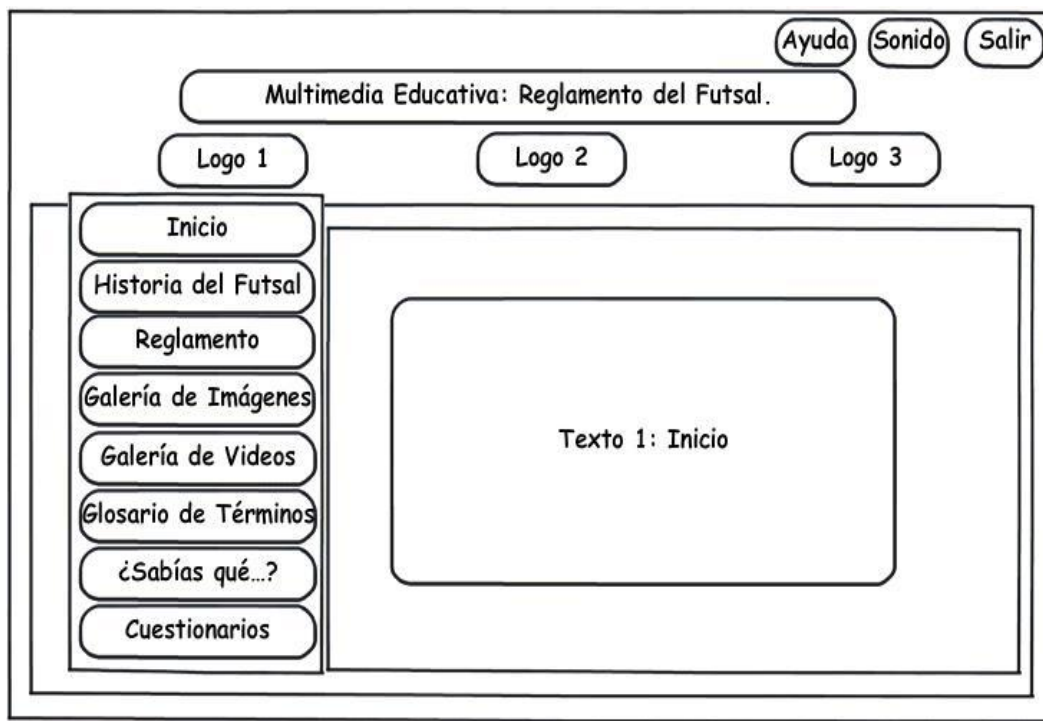 Ayuda
Sonido
Salir
Multimedia Educativa: Reglamento del Futsal.
Logo 1
Logo 2
Logo 3
Inicio
Historia del Futsal
Reglamento
Galería de Imágenes
Galería de Videos
Glosario de Términos
¿Sabías qué...?
Cuestionarios
Texto 1: Inicio